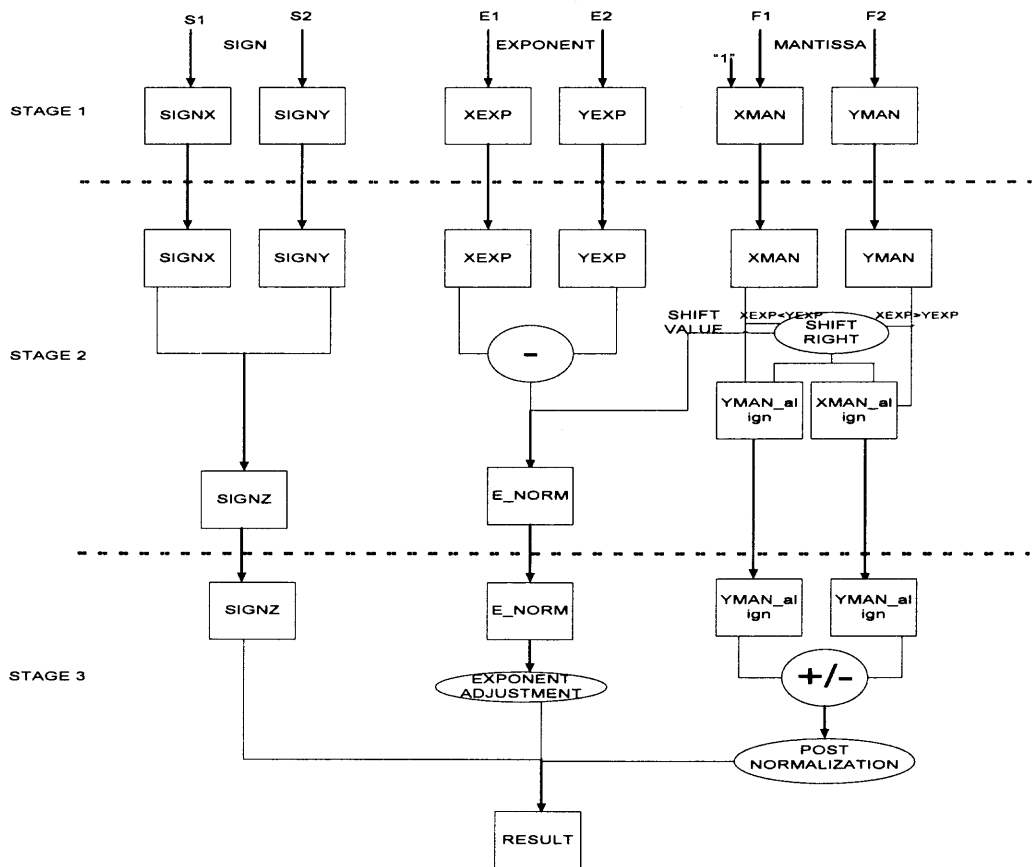 S1 S2 E1 E2 F1 F2
SIGN EXPONENT MANTISSA
"1"
STAGE 1
SIGNX SIGNY XEXP YEXP XMAN YMAN
SIGNX SIGNY XEXP YEXP XMAN YMAN
SHIFT
VALUE
XEXP<YEXP
XEXP>YEXP
SHIFT
RIGHT
STAGE 2
-
YMAN_al
ign
XMAN_al
ign
SIGNZ
E_NORM
SIGNZ
E_NORM
YMAN_al
ign
YMAN_al
ign
STAGE 3
EXPONENT
ADJUSTMENT
+/-
POST
NORMALIZATION
RESULT